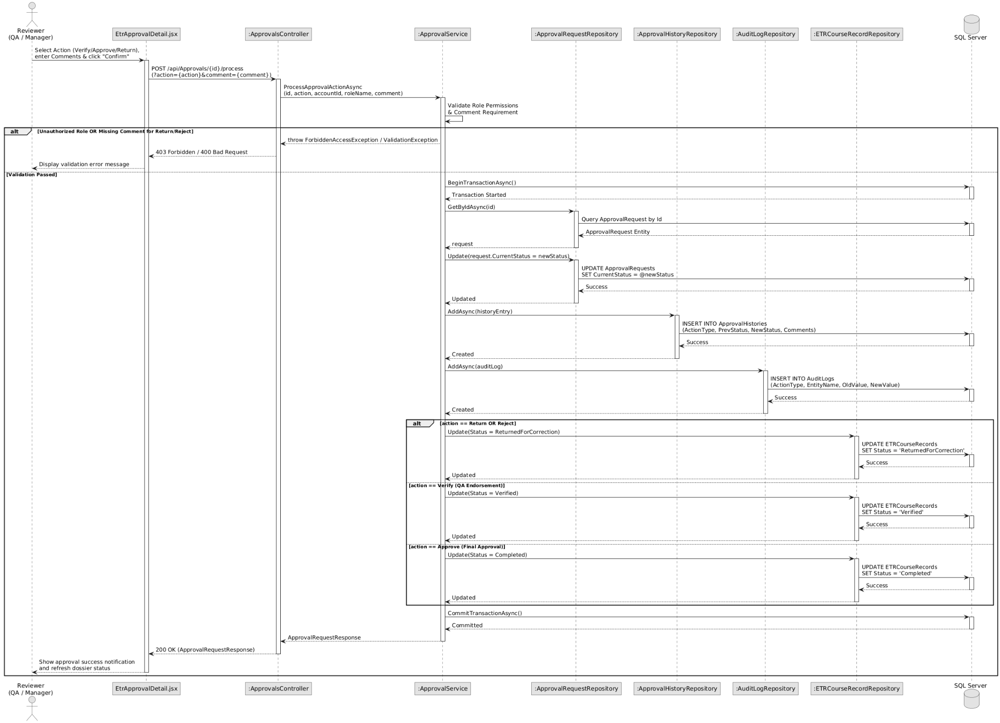 Reviewer
(QA / Manager)
EtrApprovalDetail.jsx
:ApprovalsController
:ApprovalService
:ApprovalRequestRepository
:ApprovalHistoryRepository
:AuditLogRepository
:ETRCourseRecordRepository
SQL Server
Select Action (Verify/Approve/Return),
enter Comments & click "Confirm"
POST /api/Approvals/{id}/process
(?action={action}&comment={comment})
ProcessApprovalActionAsync
(id, action, accountId, roleName, comment)
Validate Role Permissions
& Comment Requirement
alt
[Unauthorized Role OR Missing Comment for Return/Reject]
throw ForbiddenAccessException / ValidationException
403 Forbidden / 400 Bad Request
Display validation error message
[Validation Passed]
BeginTransactionAsync()
Transaction Started
GetByIdAsync(id)
Query ApprovalRequest by Id
ApprovalRequest Entity
request
Update(request.CurrentStatus = newStatus)
UPDATE ApprovalRequests
SET CurrentStatus = @newStatus
Success
Updated
AddAsync(historyEntry)
INSERT INTO ApprovalHistories
(ActionType, PrevStatus, NewStatus, Comments)
Success
Created
AddAsync(auditLog)
INSERT INTO AuditLogs
(ActionType, EntityName, OldValue, NewValue)
Success
Created
alt
[action == Return OR Reject]
Update(Status = ReturnedForCorrection)
UPDATE ETRCourseRecords
SET Status = 'ReturnedForCorrection'
Success
Updated
[action == Verify (QA Endorsement)]
Update(Status = Verified)
UPDATE ETRCourseRecords
SET Status = 'Verified'
Success
Updated
[action == Approve (Final Approval)]
Update(Status = Completed)
UPDATE ETRCourseRecords
SET Status = 'Completed'
Success
Updated
CommitTransactionAsync()
Committed
ApprovalRequestResponse
200 OK (ApprovalRequestResponse)
Show approval success notification
and refresh dossier status
Reviewer
(QA / Manager)
EtrApprovalDetail.jsx
:ApprovalsController
:ApprovalService
:ApprovalRequestRepository
:ApprovalHistoryRepository
:AuditLogRepository
:ETRCourseRecordRepository
SQL Server